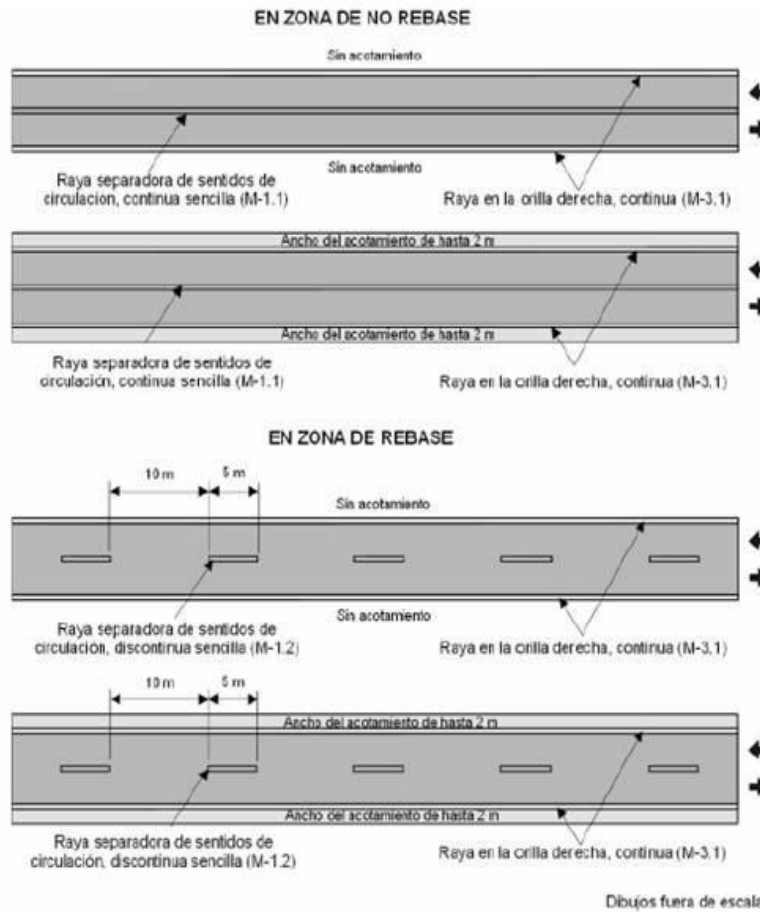 EN ZONA DE NO REBASE
Sin acotamiento
Raya separadora de sentidos de
circulación, continua sencilla (M-1.1)
Sin acotamiento
Raya en la orilla derecha, continua (M-3.1)
Ancho del acotamiento de hasta 2 m
Ancho del acotamiento de hasta 2 m
Raya separadora de sentidos de
circulación, continua sencilla (M-1.1)
Raya en la orilla derecha, continua (M-3.1)
EN ZONA DE REBASE
10 m 5 m
Sin acotamiento
Raya separadora de sentidos de
circulación, discontinua sencilla (M-1.2)
Sin acotamiento
Raya en la orilla derecha, continua (M-3.1)
10 m 5 m
Ancho del acotamiento de hasta 2 m
Ancho del acotamiento de hasta 2 m
Raya separadora de sentidos de
circulación, discontinua sencilla (M-1.2)
Raya en la orilla derecha, continua (M-3.1)
Dibujos fuera de escala